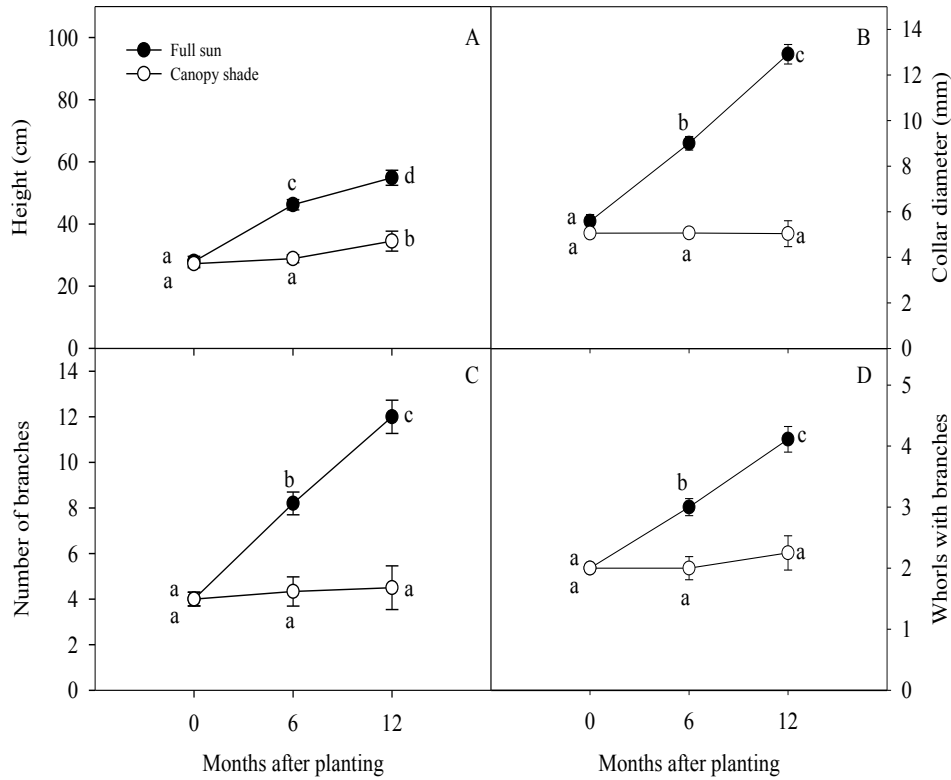 A
Full sun
Canopy shade
Height (cm)
100
80
60
40
20
0
a
a
c
a
d
b
B
Collar diameter (mm)
14
12
10
8
6
4
2
0
a
a
b
a
c
a
C
Number of branches
14
12
10
8
6
4
2
0
a
a
b
a
c
a
0
6
12
Months after planting
D
Whorls with branches
5
4
3
2
1
0
a
a
b
a
c
a
0
6
12
Months after planting